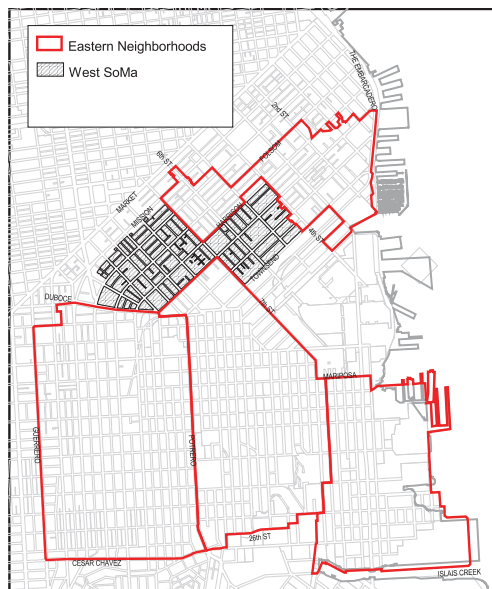 Eastern Neighborhoods
West SoMa
THE EMBARCADERO
2nd ST
FOLSOM
6th ST
MARKET
MISSION
HARRISON
4th ST
TOWNSEND
DUBOCE
7th ST
MARIPOSA
GUERRERO
POTRERO
26th ST
CESAR CHAVEZ
ISLAIS CREEK